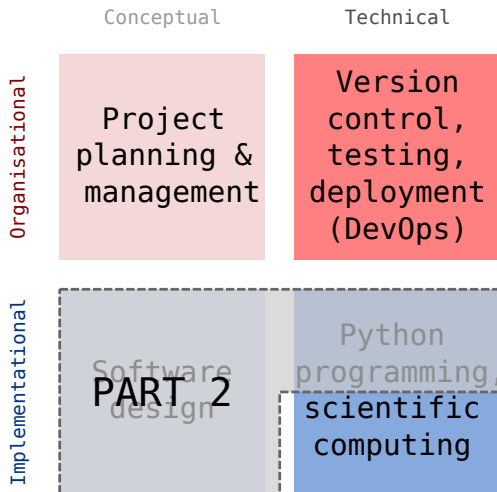 Conceptual
Technical
Organisational
Project
planning &
management
Version
control,
testing,
deployment
(DevOps)
Implementational
Software
design
PART 2
Python
programming,
scientific
computing